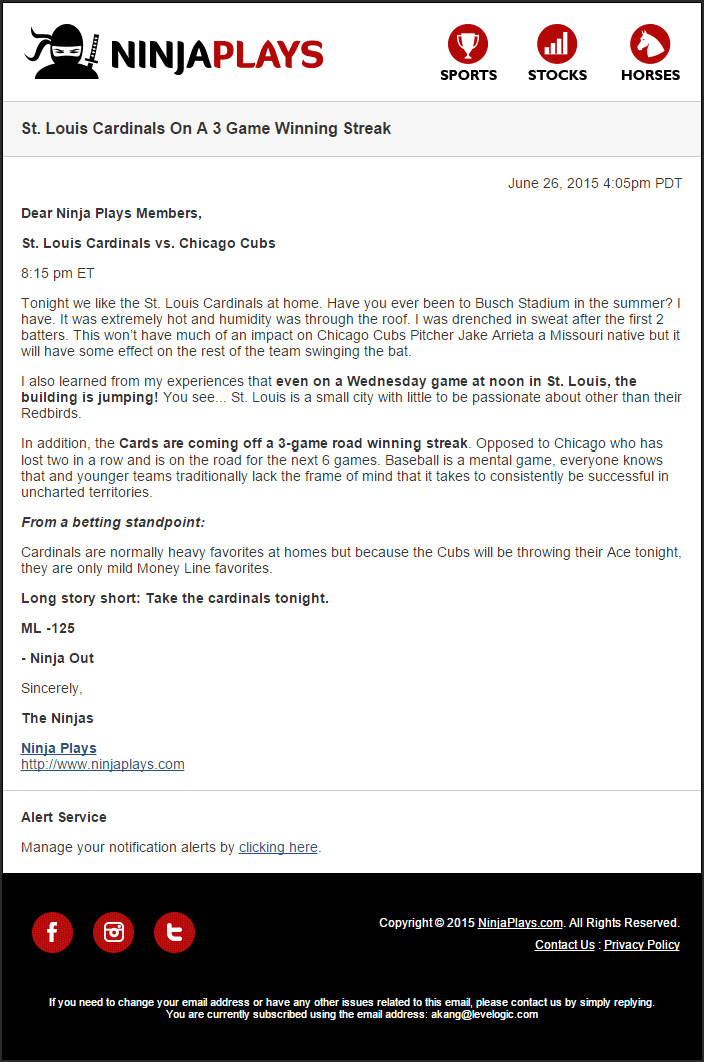 NINJAPLAYS
SPORTS STOCKS HORSES
St. Louis Cardinals On A 3 Game Winning Streak
June 26, 2015 4:05pm PDT
Dear Ninja Plays Members,
St. Louis Cardinals vs. Chicago Cubs
8:15 pm ET
Tonight we like the St. Louis Cardinals at home. Have you ever been to Busch Stadium in the summer? I
have. It was extremely hot and humidity was through the roof. I was drenched in sweat after the first 2
batters. This won't have much of an impact on Chicago Cubs Pitcher Jake Arrieta a Missouri native but it
will have some effect on the rest of the team swinging the bat.
I also learned from my experiences that even on a Wednesday game at noon in St. Louis, the
building is jumping! You see... St. Louis is a small city with little to be passionate about other than their
Redbirds.
In addition, the Cards are coming off a 3-game road winning streak. Opposed to Chicago who has
lost two in a row and is on the road for the next 6 games. Baseball is a mental game, everyone knows
that and younger teams traditionally lack the frame of mind that it takes to consistently be successful in
uncharted territories.
From a betting standpoint:
Cardinals are normally heavy favorites at homes but because the Cubs will be throwing their Ace tonight,
they are only mild Money Line favorites.
Long story short: Take the cardinals tonight.
ML -125
- Ninja Out
Sincerely,
The Ninjas
Ninja Plays
http://www.ninjaplays.com
Alert Service
Manage your notification alerts by clicking here.
Copyright © 2015 NinjaPlays.com. All Rights Reserved.
Contact Us : Privacy Policy
If you need to change your email address or have any other issues related to this email, please contact us by simply replying.
You are currently subscribed using the email address: akang@levelogic.com